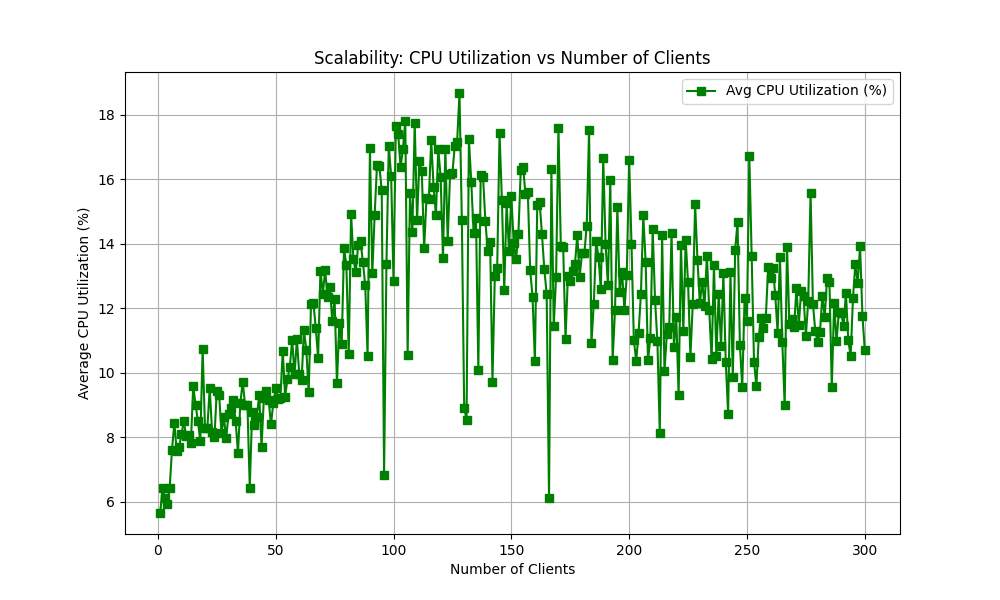 Scalability: CPU Utilization vs Number of Clients
Avg CPU Utilization (%)
Average CPU Utilization (%)
18
16
14
12
10
8
6
0 50 100 150 200 250 300
Number of Clients